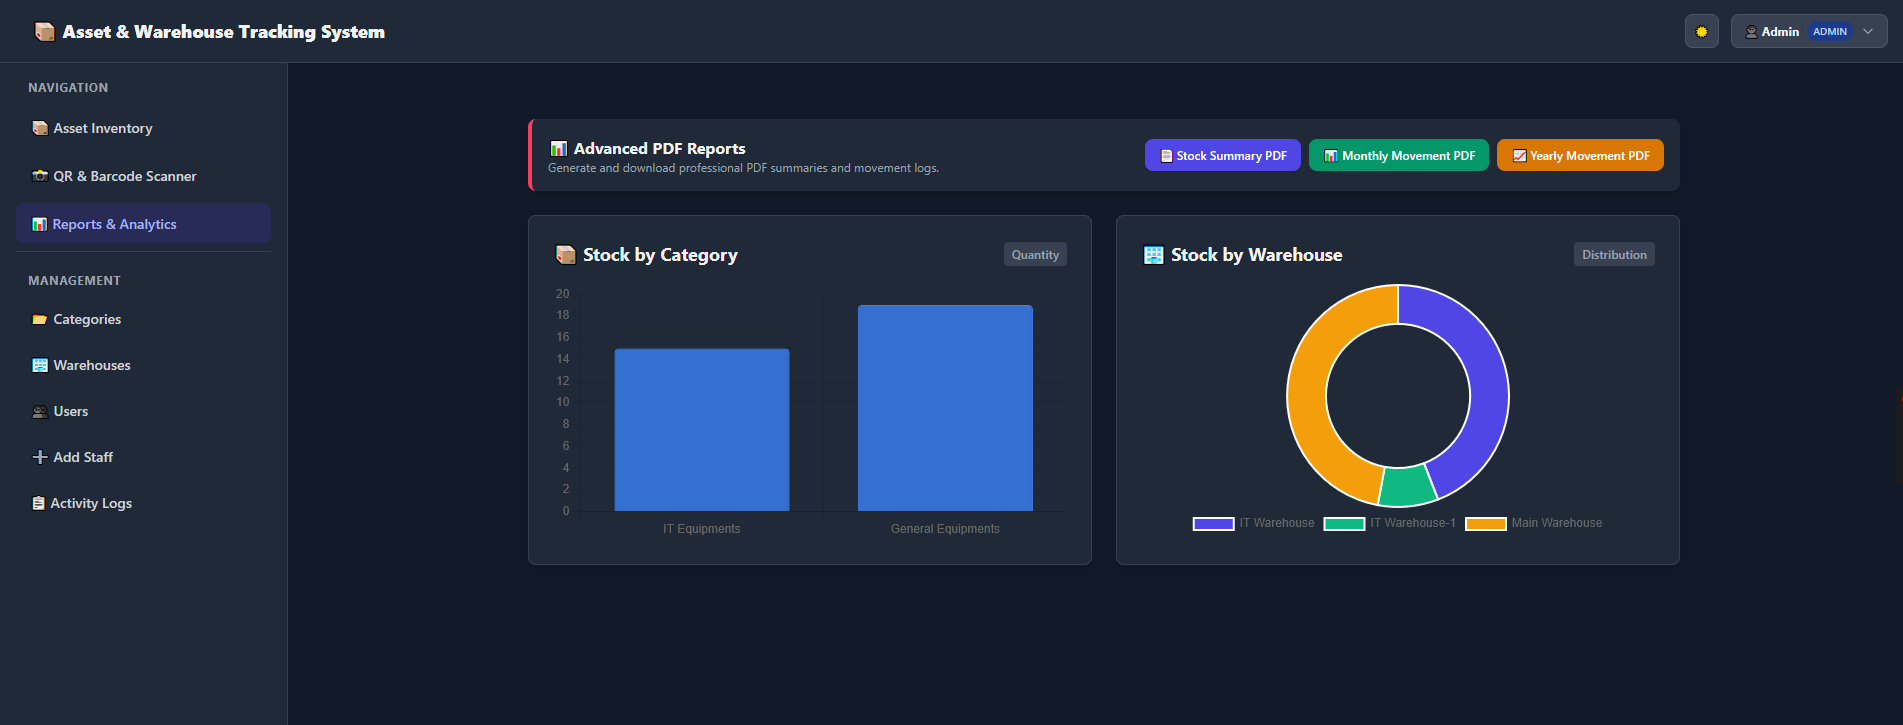 Asset & Warehouse Tracking System
Admin ADMIN
NAVIGATION
Asset Inventory
QR & Barcode Scanner
Reports & Analytics
MANAGEMENT
Categories
Warehouses
Users
Add Staff
Activity Logs
Advanced PDF Reports
Generate and download professional PDF summaries and movement logs.
Stock Summary PDF
Monthly Movement PDF
Yearly Movement PDF
Stock by Category
Quantity
20
18
16
14
12
10
8
6
4
2
0
IT Equipments
General Equipments
Stock by Warehouse
Distribution
IT Warehouse
IT Warehouse-1
Main Warehouse